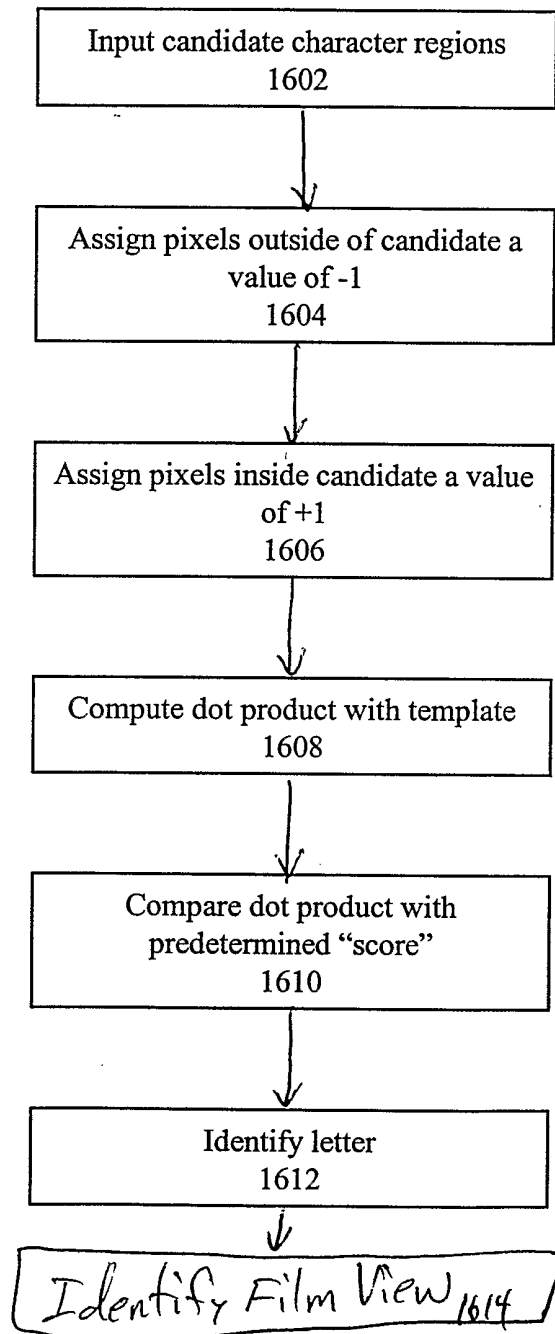 Input candidate character regions
1602
Assign pixels outside of candidate a
value of -1
1604
Assign pixels inside candidate a value
of +1
1606
Compute dot product with template
1608
Compare dot product with
predetermined “score”
1610
Identify letter
1612
Identify Film View 1614